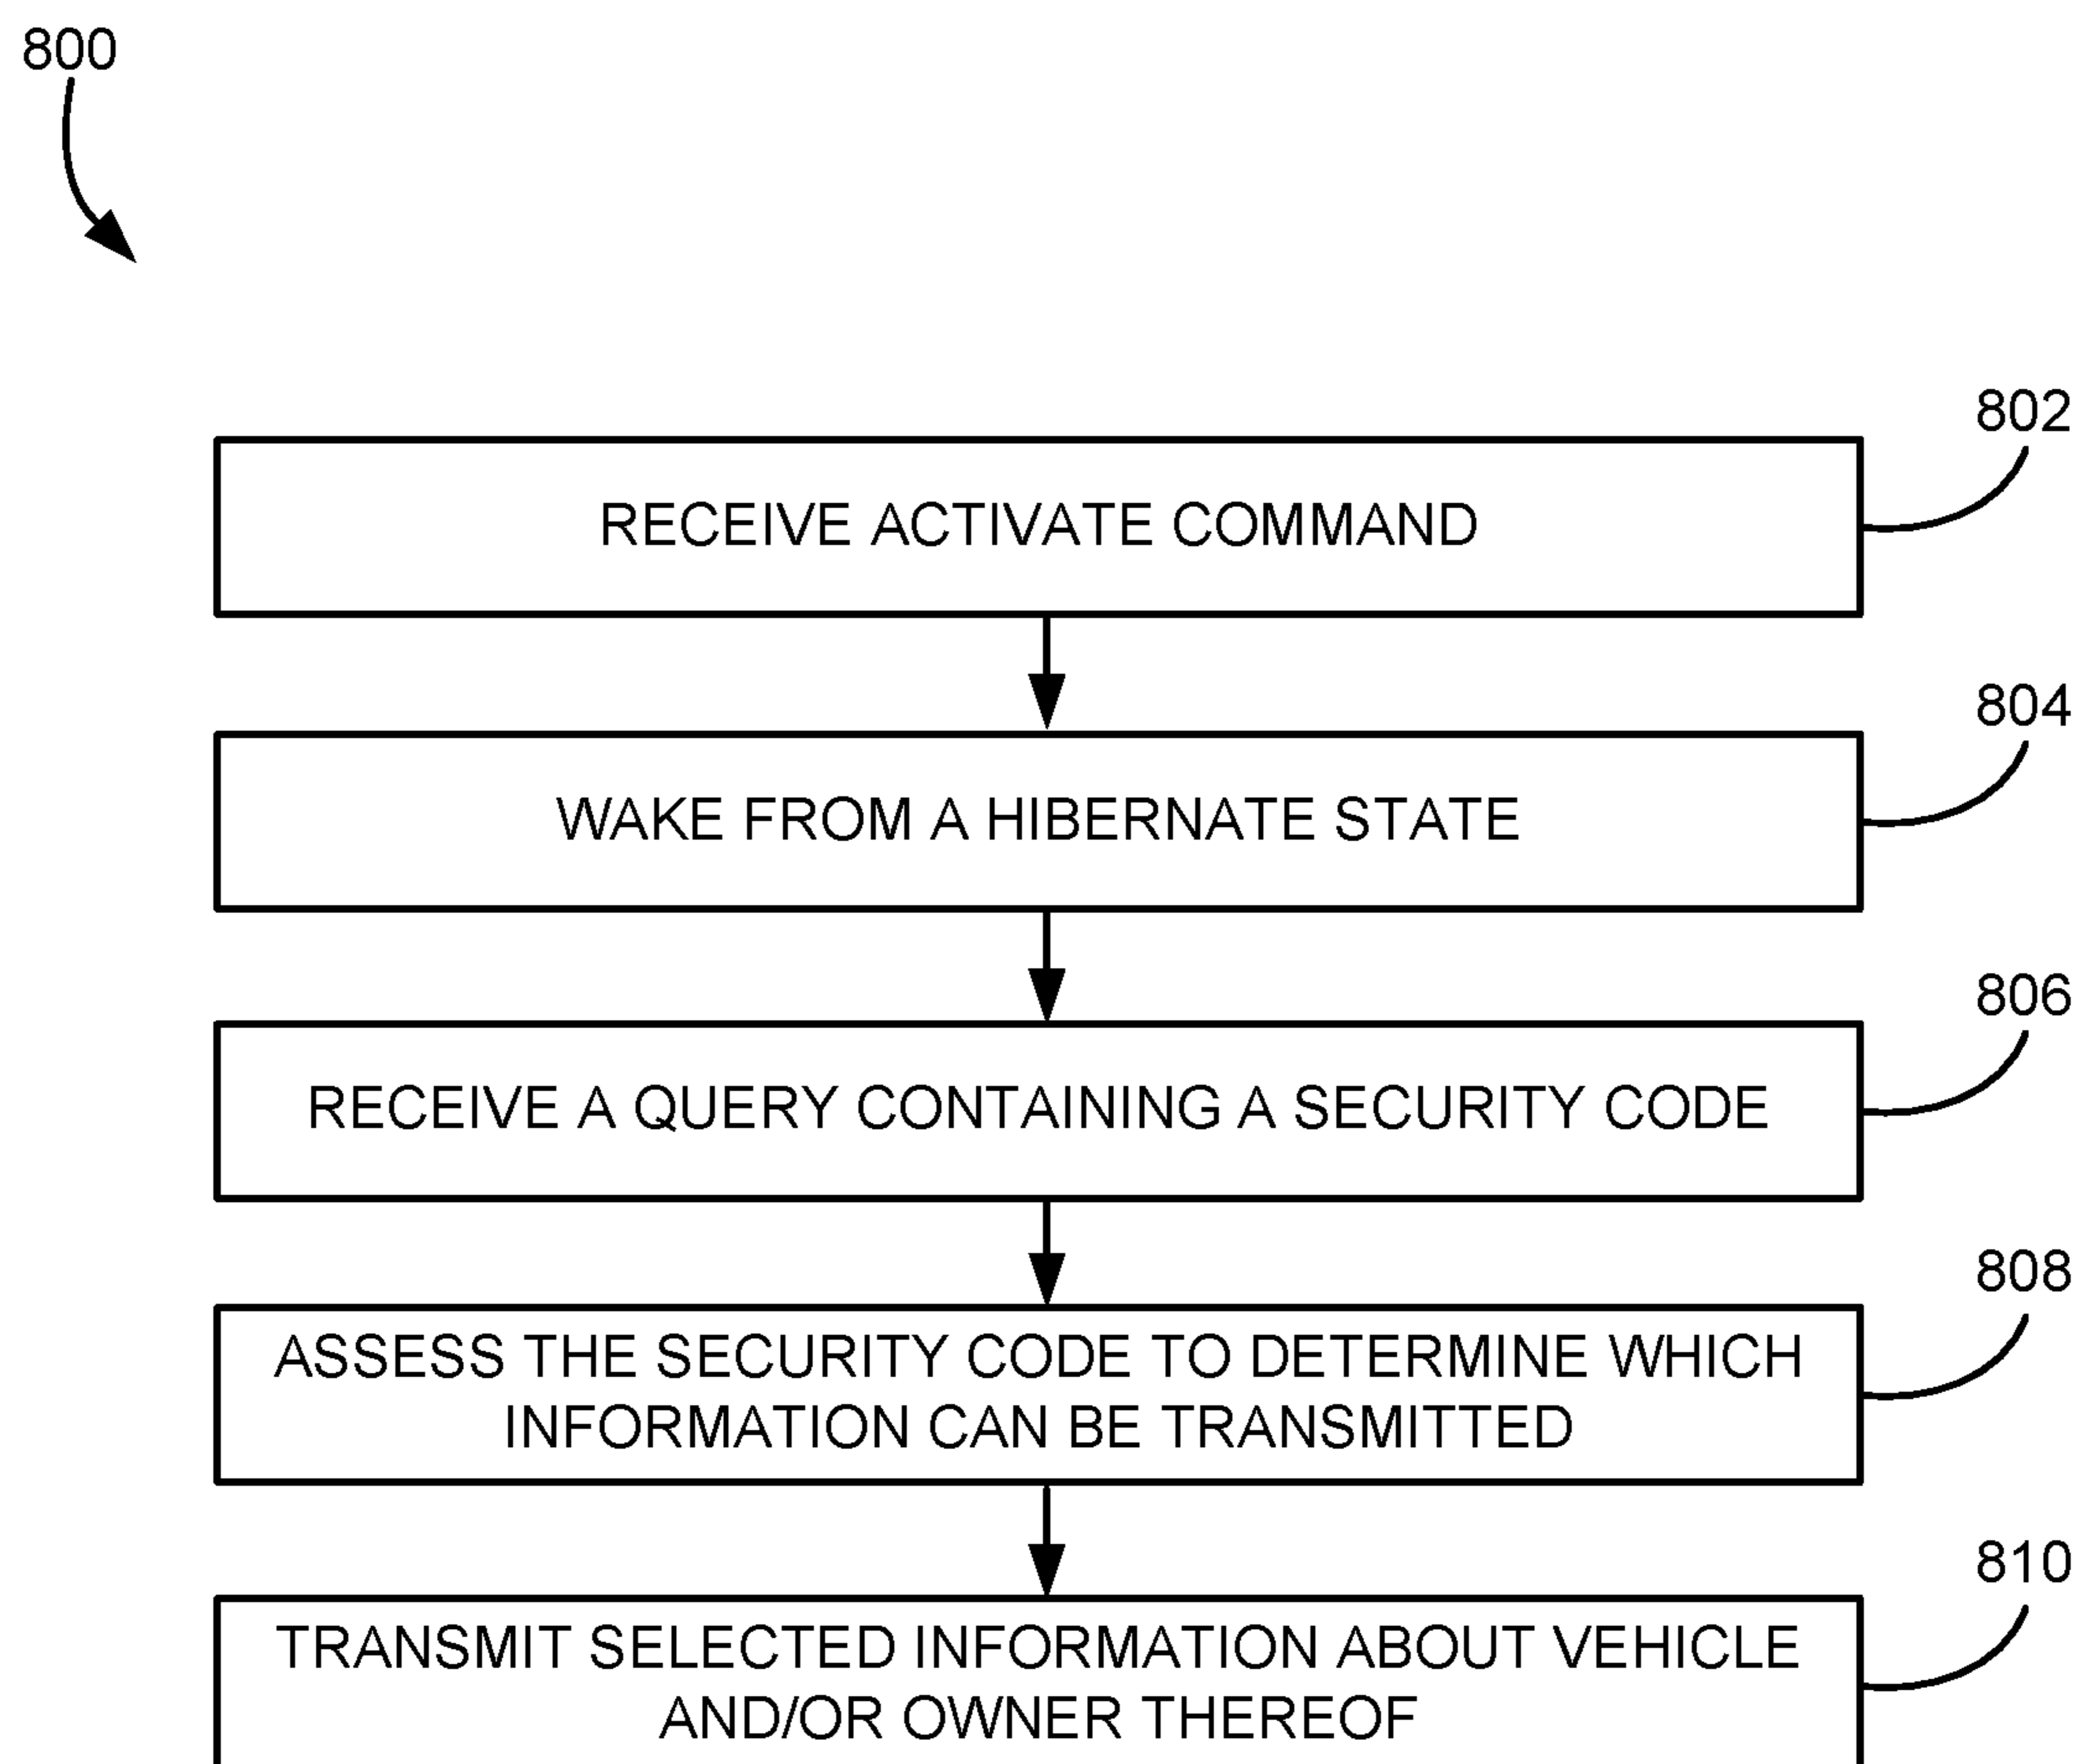 800
802
RECEIVE ACTIVATE COMMAND
804
WAKE FROM A HIBERNATE STATE
806
RECEIVE A QUERY CONTAINING A SECURITY CODE
808
ASSESS THE SECURITY CODE TO DETERMINE WHICH
INFORMATION CAN BE TRANSMITTED
810
TRANSMIT SELECTED INFORMATION ABOUT VEHICLE
AND/OR OWNER THEREOF